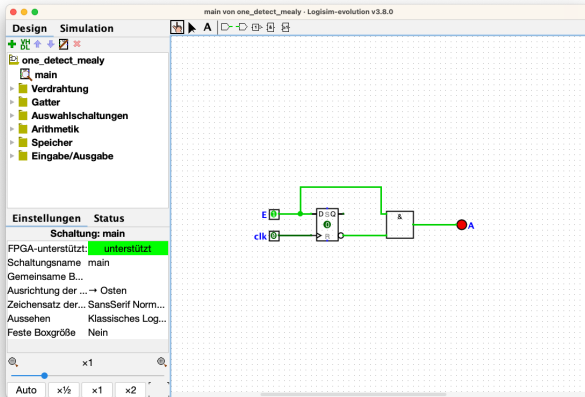 main von one_detect_mealy · Logisim-evolution v3.8.0
Design Simulation
VH
DL
A
one_detect_mealy
main
Verdrahtung
Gatter
Auswahlschaltungen
Arithmetik
Speicher
Eingabe/Ausgabe
E
D S Q
R
clk
&
A
Einstellungen Status
Schaltung: main
FPGA-unterstützt: unterstützt
Schaltungsname main
Gemeinsame B...
Ausrichtung der ... → Osten
Zeichensatz der... SansSerif Norm...
Aussehen Klassisches Log...
Feste Boxgröße Nein
×1
Auto ×½ ×1 ×2